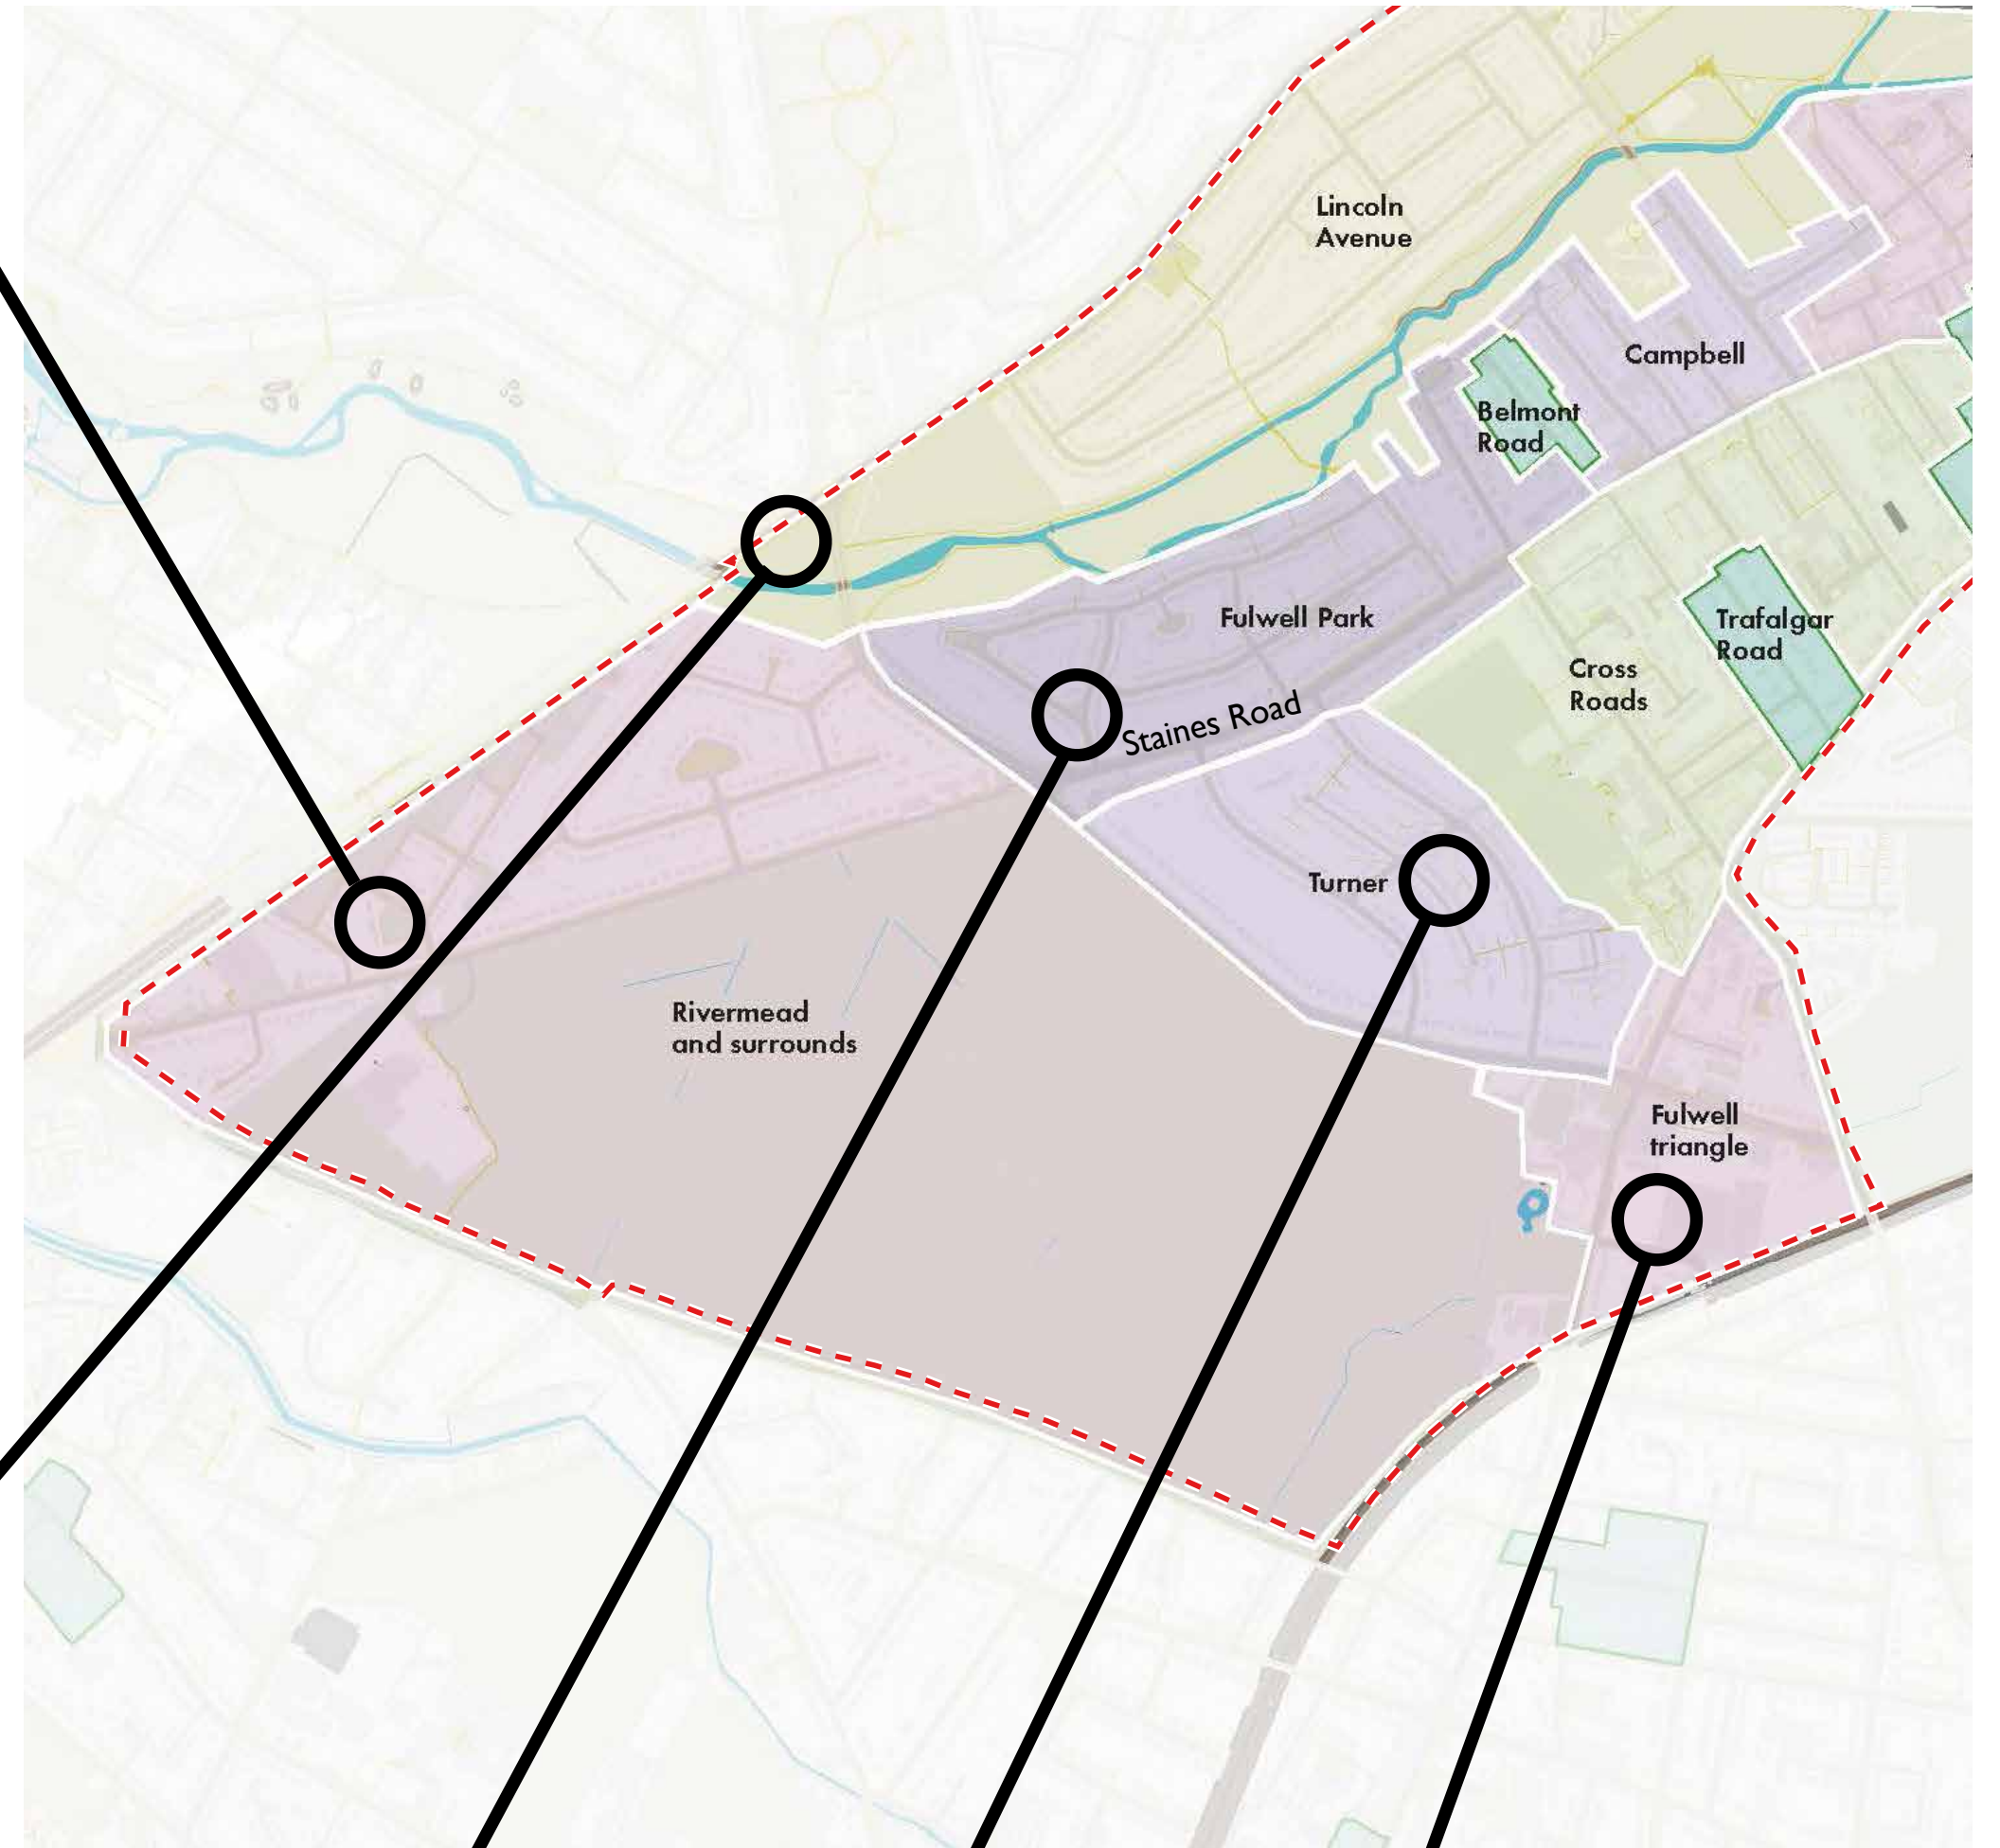 Lincoln
Avenue
Campbell
Belmont
Road
Fulwell Park
Trafalgar
Road
Cross
Roads
Staines Road
Turner
Rivermead
and surrounds
Fulwell
triangle